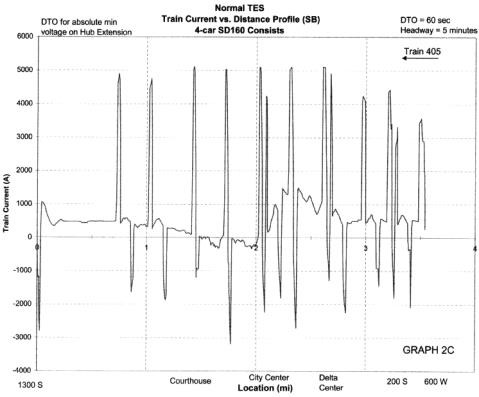 Normal TES
Train Current vs. Distance Profile (SB)
4-car SD160 Consists
DTO for absolute min
voltage on Hub Extension
DTO = 60 sec
Headway = 5 minutes
Train 405
Train Current (A)
6000
5000
4000
3000
2000
1000
0
-1000
-2000
-3000
-4000
0
1
2
3
4
GRAPH 2C
1300 S
Courthouse
City Center
Delta
Center
200 S
600 W
Location (mi)